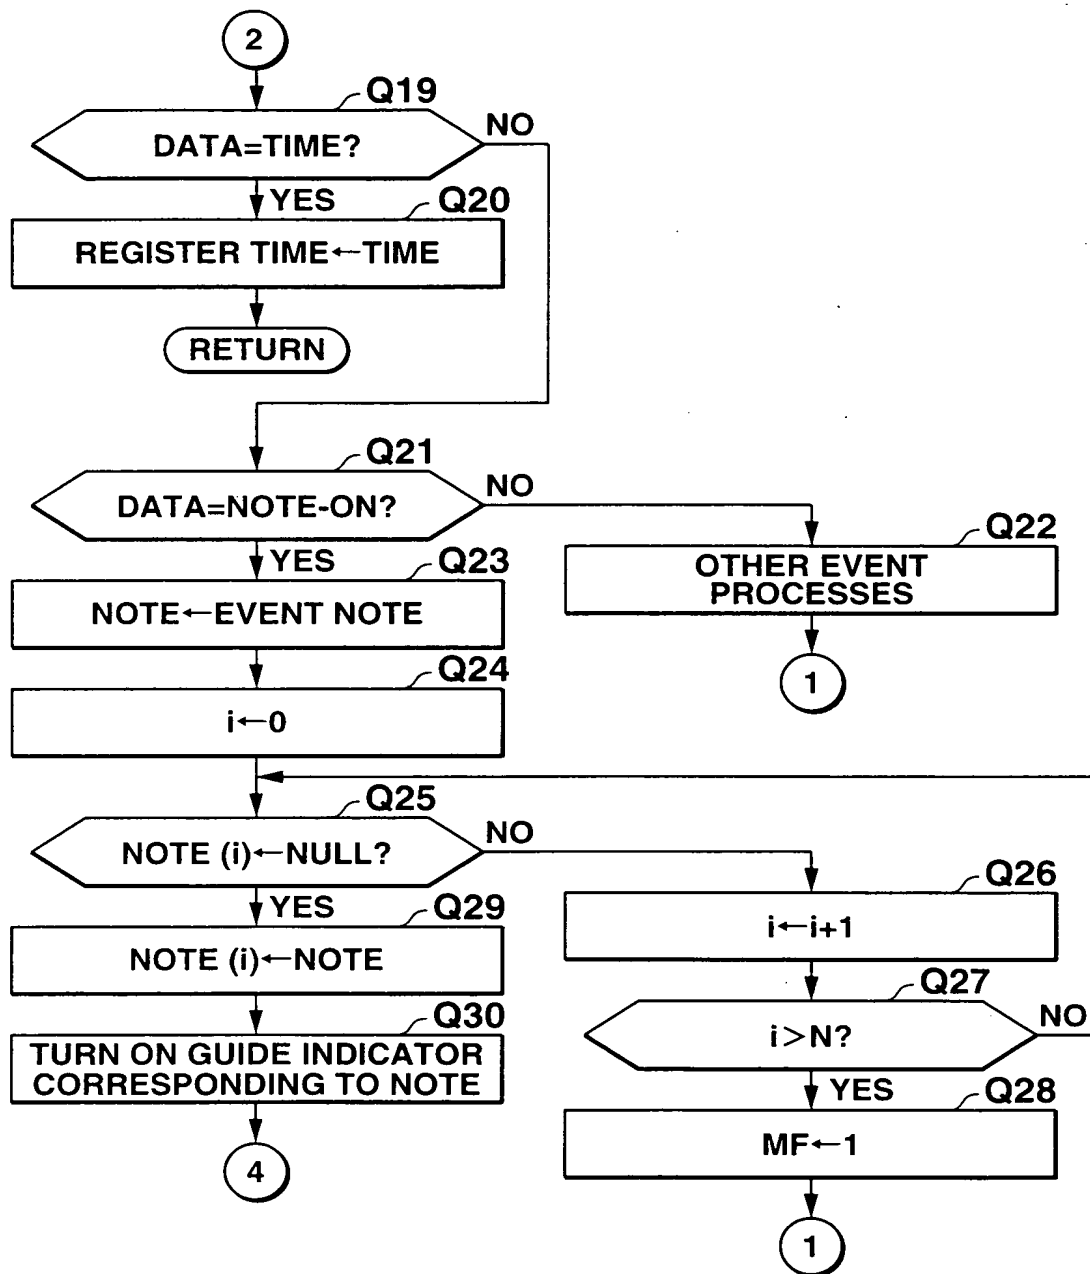 2
Q19
DATA=TIME?
NO
YES
Q20
REGISTER TIME←TIME
RETURN
Q21
DATA=NOTE-ON?
NO
YES
Q22
OTHER EVENT
PROCESSES
1
Q23
NOTE←EVENT NOTE
Q24
i←0
Q25
NOTE (i)←NULL?
NO
YES
Q26
i←i+1
Q27
i>N?
NO
YES
Q28
MF←1
1
Q29
NOTE (i)←NOTE
Q30
TURN ON GUIDE INDICATOR
CORRESPONDING TO NOTE
4